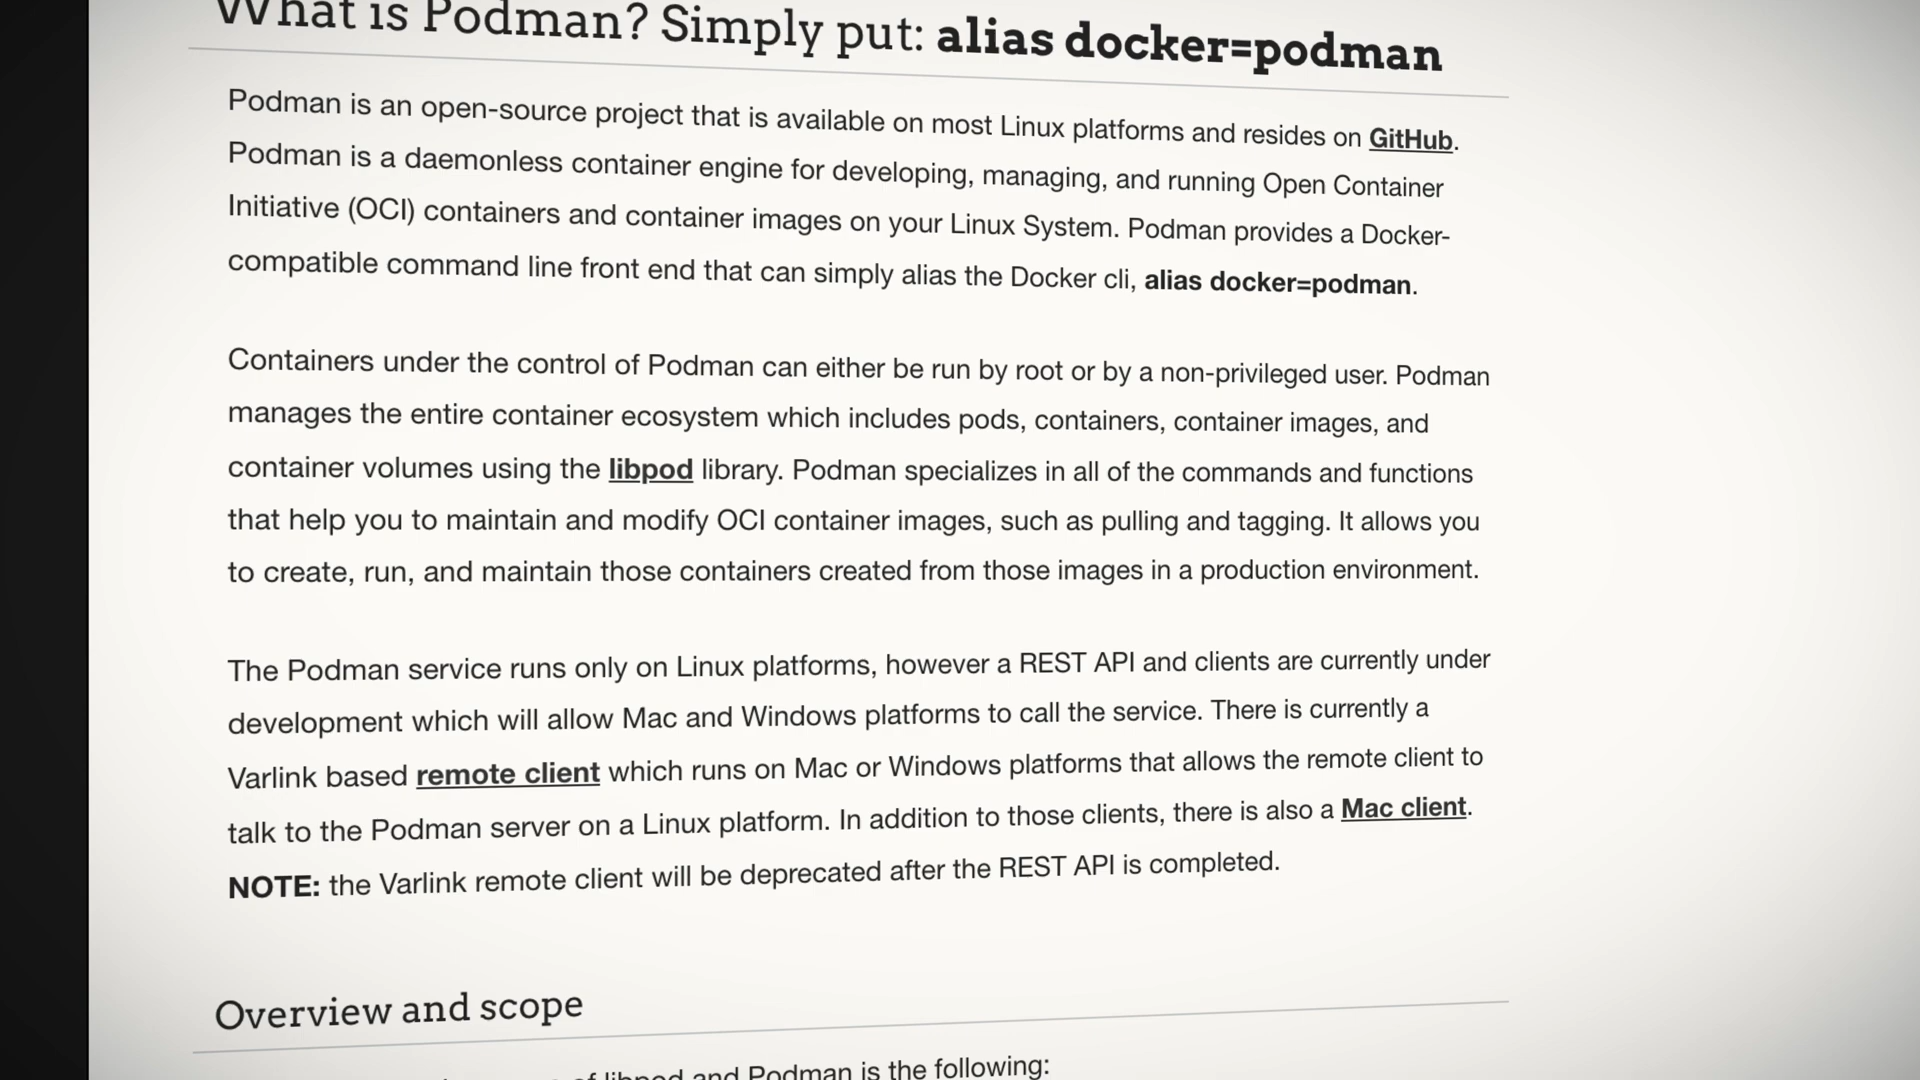 What is Podman? Simply put: alias docker=podman
Podman is an open-source project that is available on most Linux platforms and resides on GitHub.
Podman is a daemonless container engine for developing, managing, and running Open Container
Initiative (OCI) containers and container images on your Linux System. Podman provides a Docker-
compatible command line front end that can simply alias the Docker cli, alias docker=podman.
Containers under the control of Podman can either be run by root or by a non-privileged user. Podman
manages the entire container ecosystem which includes pods, containers, container images, and
container volumes using the libpod library. Podman specializes in all of the commands and functions
that help you to maintain and modify OCI container images, such as pulling and tagging. It allows you
to create, run, and maintain those containers created from those images in a production environment.
The Podman service runs only on Linux platforms, however a REST API and clients are currently under
development which will allow Mac and Windows platforms to call the service. There is currently a
Varlink based remote client which runs on Mac or Windows platforms that allows the remote client to
talk to the Podman server on a Linux platform. In addition to those clients, there is also a Mac client.
NOTE: the Varlink remote client will be deprecated after the REST API is completed.
Overview and scope
libpod and Podman is the following: